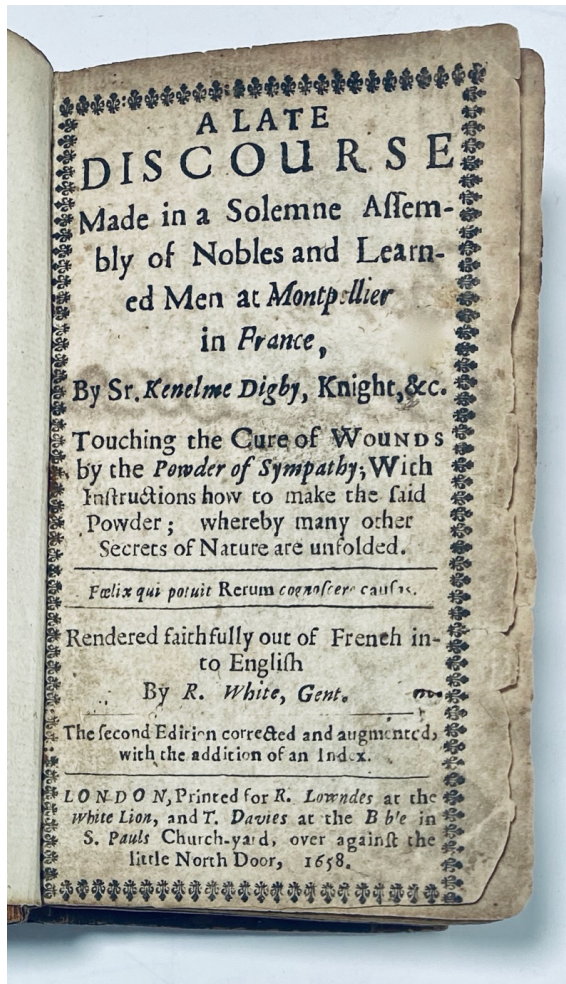 A LATE
DISCOURSE
Made in a Solemne Aſſem-
bly of Nobles and Learn-
ed Men at Montpellier
in France,
By Sr. Kenelme Digby, Knight,&c.
Touching the Cure of WOUNDS
by the Powder of Sympathy; With
Inſtructions how to make the ſaid
Powder; whereby many other
Secrets of Nature are unfolded.
Fœlix qui potuit Rerum cognoſcere cauſas.
Rendered faithfully out of French in-
to Engliſh
By R. White, Gent.
The ſecond Edition corrected and augmented,
with the addition of an Index.
LONDON, Printed for R. Lowndes at the
White Lion, and T. Davies at the Bible in
S. Pauls Church-yard, over againſt the
little North Door, 1658.